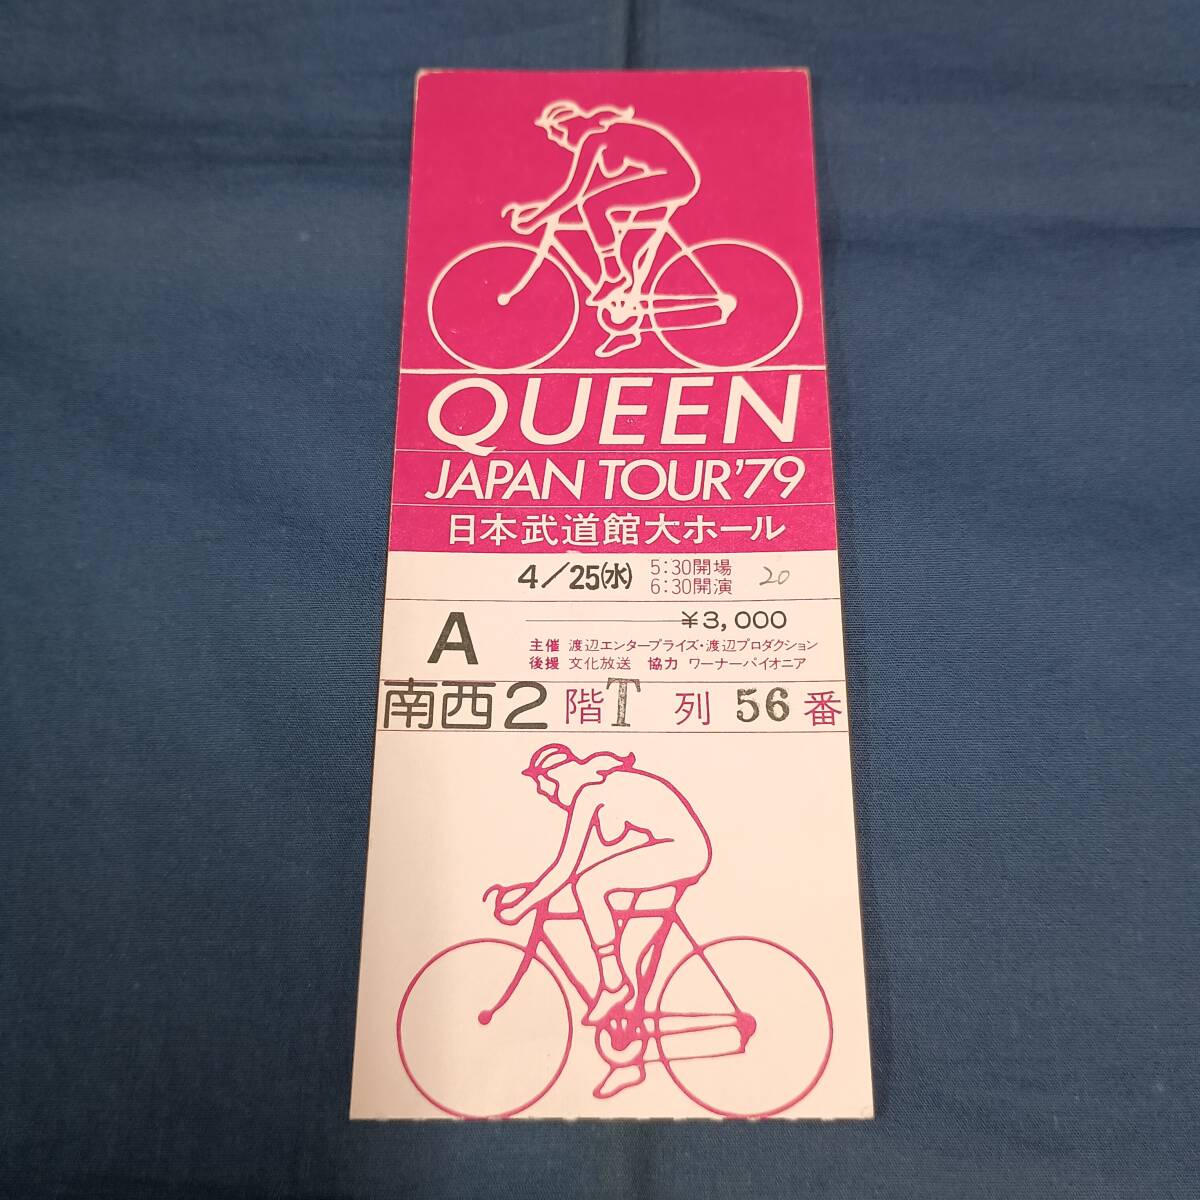 QUEEN
JAPAN TOUR'79
日本武道館大ホール
4/25(水) 5:30開場
6:30開演 20
A ¥3,000
主催 渡辺エンタープライズ・渡辺プロダクション
後援 文化放送 協力 ワーナーパイオニア
南西2階T列56番